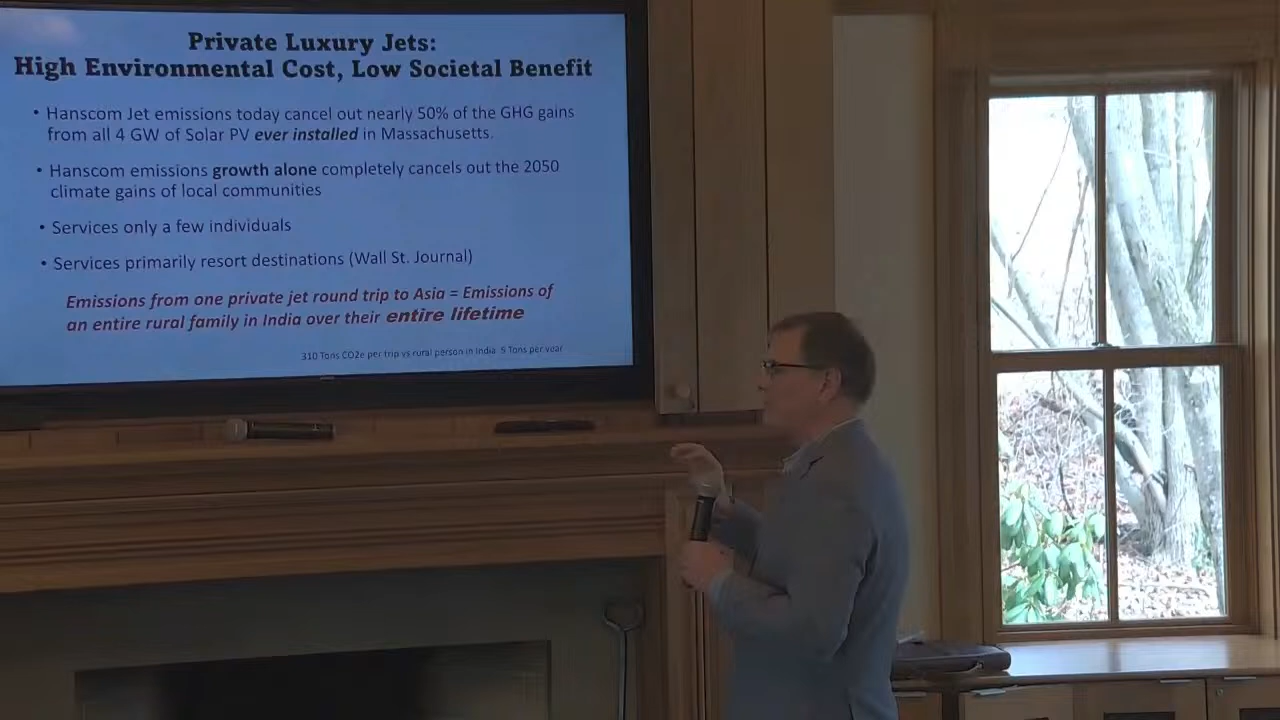 Private Luxury Jets:
High Environmental Cost, Low Societal Benefit
• Hanscom Jet emissions today cancel out nearly 50% of the GHG gains
from all 4 GW of Solar PV ever installed in Massachusetts.
• Hanscom emissions growth alone completely cancels out the 2050
climate gains of local communities
• Services only a few individuals
• Services primarily resort destinations (Wall St. Journal)
Emissions from one private jet round trip to Asia = Emissions of
an entire rural family in India over their entire lifetime
310 Tons CO2e per trip vs rural person in India 5 Tons per year